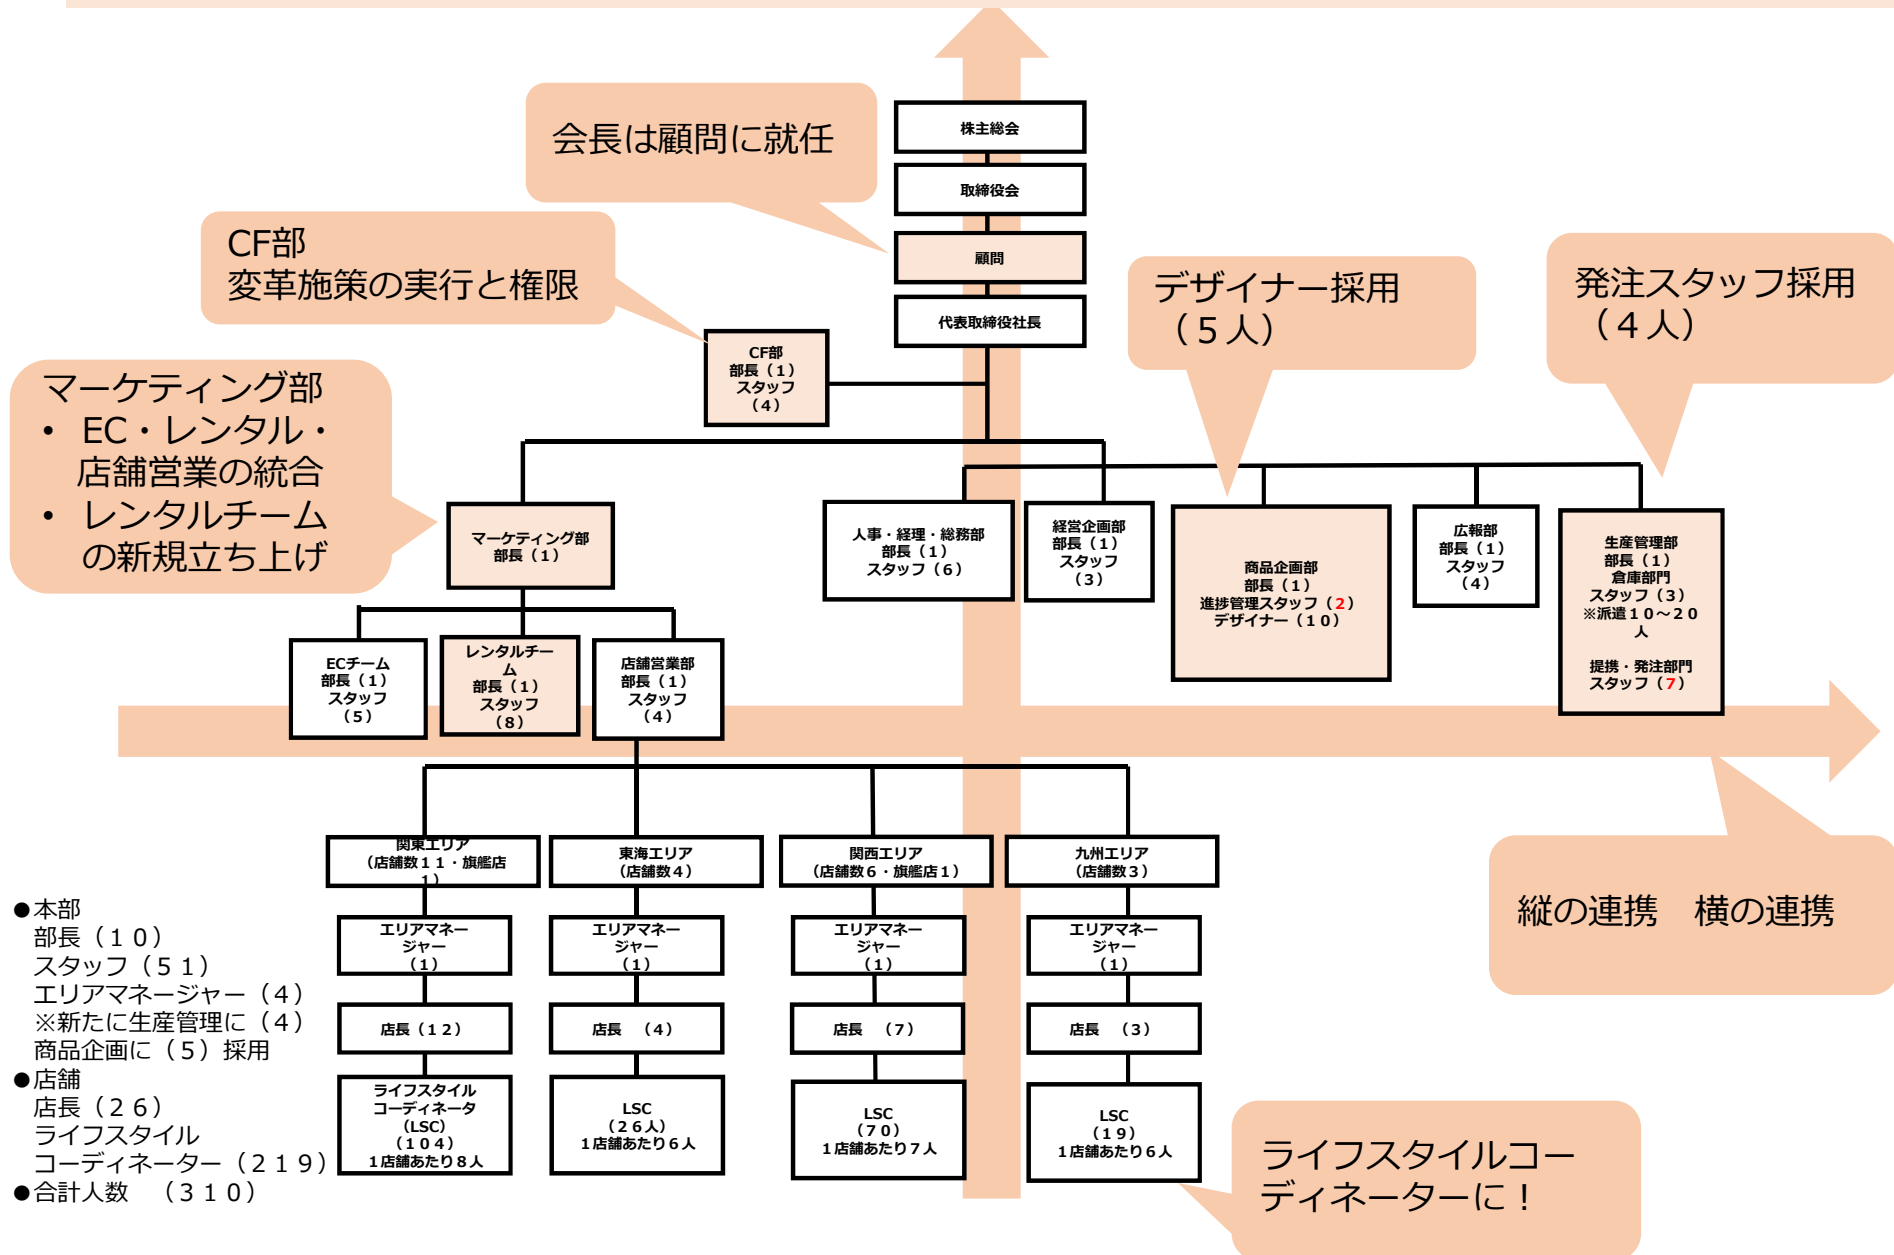 株主総会
会長は顧問に就任
取締役会
CF部
変革施策の実行と権限
顧問
デザイナー採用
（５人）
発注スタッフ採用
（４人）
代表取締役社長
CF部
部長（1）
スタッフ
（4）
マーケティング部
• EC・レンタル・
店舗営業の統合
• レンタルチーム
の新規立ち上げ
マーケティング部
部長（1）
人事・経理・総務部
部長（1）
スタッフ（6）
経営企画部
部長（1）
スタッフ
（3）
商品企画部
部長（1）
進捗管理スタッフ（2）
デザイナー（10）
広報部
部長（1）
スタッフ
（4）
生産管理部
部長（1）
倉庫部門
スタッフ（3）
※派遣１０～２０
人
提携・発注部門
スタッフ（7）
ECチーム
部長（1）
スタッフ
（5）
レンタルチー
ム
部長（1）
スタッフ
（8）
店舗営業部
部長（1）
スタッフ
（4）
関東エリア
（店舗数１１・旗艦店
１）
東海エリア
（店舗数４）
関西エリア
（店舗数６・旗艦店１）
九州エリア
（店舗数３）
縦の連携　横の連携
エリアマネー
ジャー
（1）
エリアマネー
ジャー
（1）
エリアマネー
ジャー
（1）
エリアマネー
ジャー
（1）
店長（１２）
店長　（４）
店長　（７）
店長　（３）
ライフスタイル
コーディネータ
（LSC）
（１０４）
１店舗あたり８人
LSC
（２６人）
１店舗あたり６人
LSC
（７０）
１店舗あたり７人
LSC
（１９）
１店舗あたり６人
●本部
部長（１０）
スタッフ（５１）
エリアマネージャー（４）
※新たに生産管理に（４）
商品企画に（５）採用
●店舗
店長（２６）
ライフスタイル
コーディネーター（２１９）
●合計人数　（３１０）
ライフスタイルコー
ディネーターに！